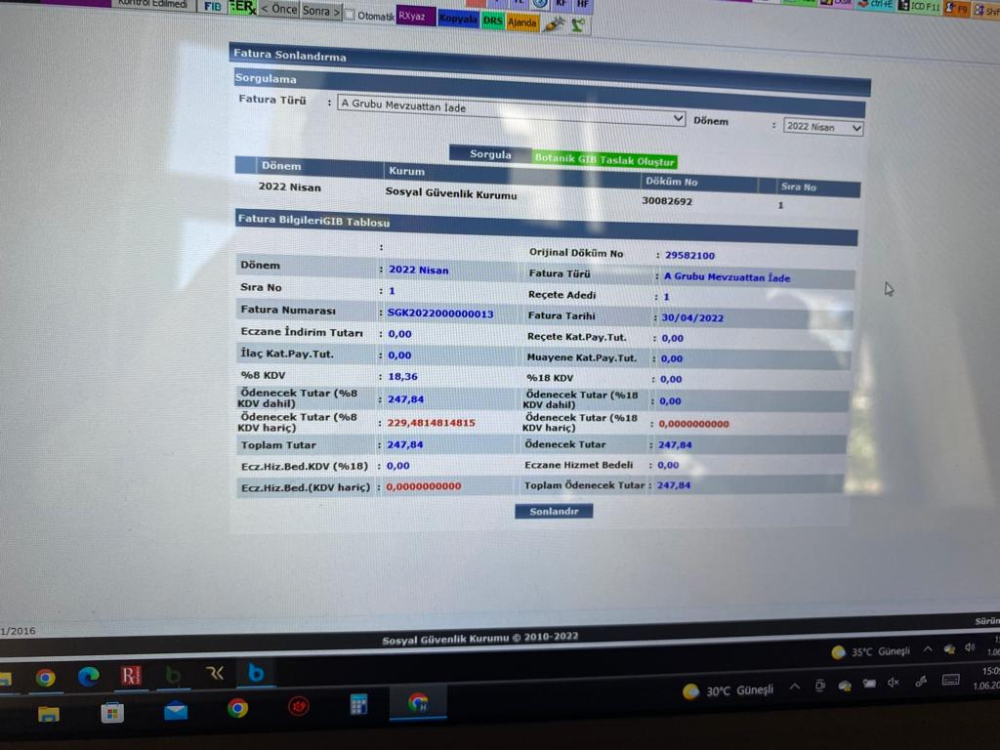 Kontrol Edilmedi FIB ERx < Önce Sonra > Otomatik RXyaz Kopyala DRS Ajanda KF HF ctrl+E ICD F11 F9 Shif
Fatura Sonlandırma
Sorgulama
Fatura Türü : A Grubu Mevzuattan İade Dönem : 2022 Nisan
Sorgula Botanik GIB Taslak Oluştur
Dönem Kurum Döküm No Sıra No
2022 Nisan Sosyal Güvenlik Kurumu 30082692 1
Fatura BilgileriGIB Tablosu
: Orijinal Döküm No : 29582100
Dönem : 2022 Nisan Fatura Türü : A Grubu Mevzuattan İade
Sıra No : 1 Reçete Adedi : 1
Fatura Numarası : SGK2022000000013 Fatura Tarihi : 30/04/2022
Eczane İndirim Tutarı : 0,00 Reçete Kat.Pay.Tut. : 0,00
İlaç Kat.Pay.Tut. : 0,00 Muayene Kat.Pay.Tut. : 0,00
%8 KDV : 18,36 %18 KDV : 0,00
Ödenecek Tutar (%8 KDV dahil) : 247,84 Ödenecek Tutar (%18 KDV dahil) : 0,00
Ödenecek Tutar (%8 KDV hariç) : 229,4814814815 Ödenecek Tutar (%18 KDV hariç) : 0,0000000000
Toplam Tutar : 247,84 Ödenecek Tutar : 247,84
Ecz.Hiz.Bed.KDV (%18) : 0,00 Eczane Hizmet Bedeli : 0,00
Ecz.Hiz.Bed.(KDV hariç) : 0,0000000000 Toplam Ödenecek Tutar : 247,84
Sonlandır
1/2016
Sürüm
Sosyal Güvenlik Kurumu © 2010-2022
35°C Güneşli
30°C Güneşli
15:0
1.06.20